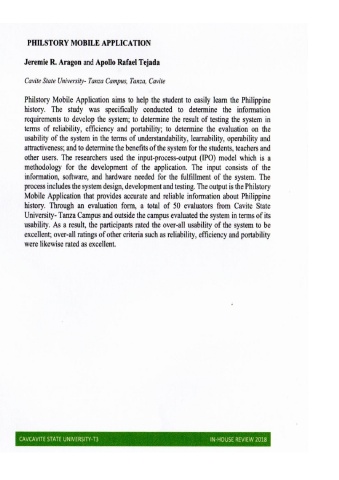 PHILSTORY MOBILE APPLICATION
Jeremie R. Aragon and Apollo Rafael Tejada
Cavite State University- Tanza Campus, Tanza, Cavite
Philstory Mobile Application aims to help the student to easily learn the Philippine
history. The study was specifically conducted to determine the information
requirements to develop the system; to determine the result of testing the system in
terms of reliability, efficiency and portability; to determine the evaluation on the
usability of the system in terms of understandability, learnability, operability and
attractiveness; and to determine the benefits of the system for the students, teachers and
other users. The researchers used the input-process-output (IPO) model which is a
methodology for the development of the application. The input consists of the
information, software, and hardware needed for the fulfillment of the system. The
process includes the system design, development and testing. The output is the Philstory
Mobile Application that provides accurate and reliable information about Philippine
history. Through an evaluation form, a total of 50 evaluators from Cavite State
University- Tanza Campus and outside the campus evaluated the system in terms of its
usability. As a result, the participants rated the over-all usability of the system to be
excellent; over-all ratings of other criteria such as reliability, efficiency and portability
were likewise rated as excellent.
CAVCAVITE STATE UNIVERSITY-T3 IN-HOUSE REVIEW 2018